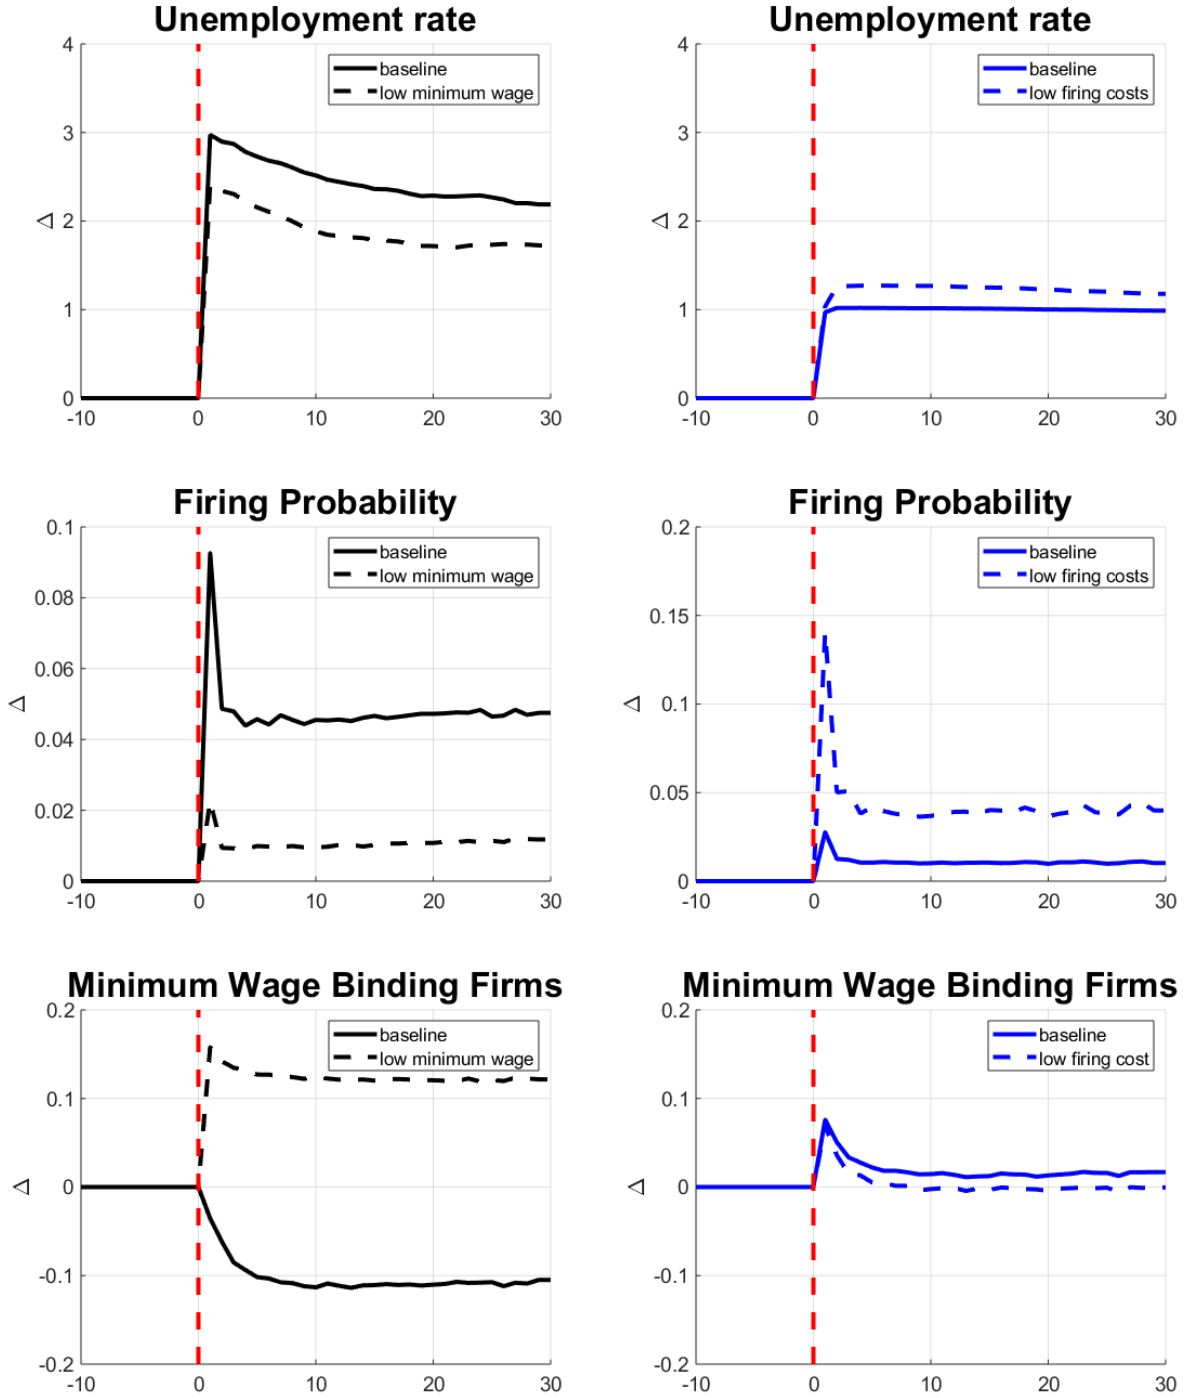 Unemployment rate
4
3
Δ 2
1
0
-10 0 10 20 30
baseline
low minimum wage
Unemployment rate
4
3
Δ 2
1
0
-10 0 10 20 30
baseline
low firing costs
Firing Probability
0.1
0.08
0.06
Δ
0.04
0.02
0
-10 0 10 20 30
baseline
low minimum wage
Firing Probability
0.2
0.15
0.1
Δ
0.05
0
-10 0 10 20 30
baseline
low firing costs
Minimum Wage Binding Firms
0.2
0.1
Δ 0
-0.1
-0.2
-10 0 10 20 30
baseline
low minimum wage
Minimum Wage Binding Firms
0.2
0.1
Δ 0
-0.1
-0.2
-10 0 10 20 30
baseline
low firing cost